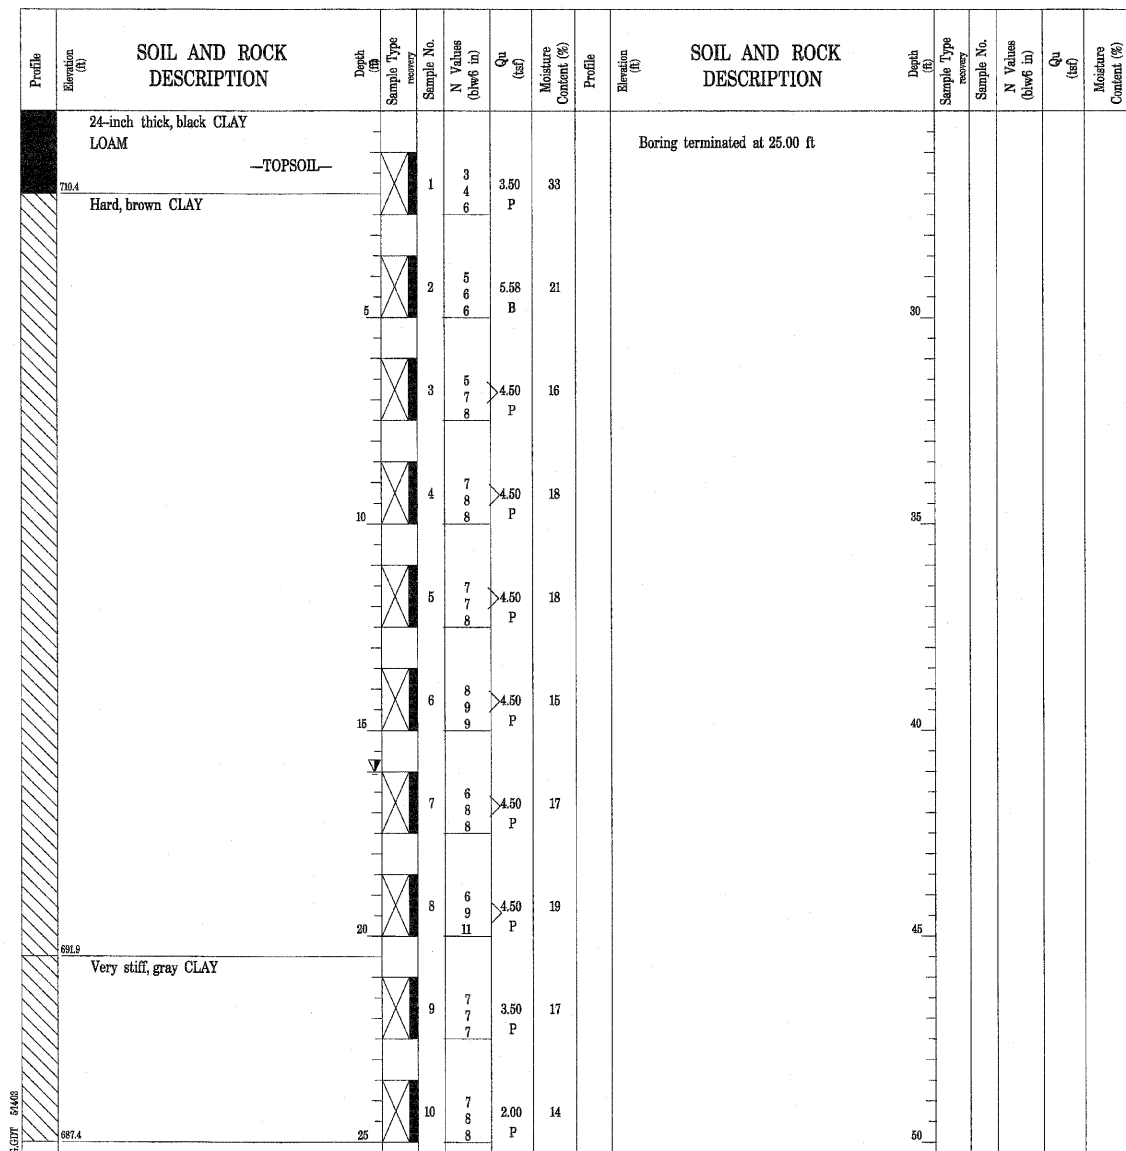 Profile
Elevation (ft)
SOIL AND ROCK
DESCRIPTION
Depth (ft)
Sample Type
recovery
Sample No.
N Values (blw6 in)
Qu (tsf)
Moisture Content (%)
Profile
Elevation (ft)
SOIL AND ROCK
DESCRIPTION
Depth (ft)
Sample Type
recovery
Sample No.
N Values (blw6 in)
Qu (tsf)
Moisture Content (%)
24-inch thick, black CLAY
LOAM
—TOPSOIL—
710.4
1
3
4
6
3.50
P
33
Hard, brown CLAY
2
5
6
6
5.58
B
21
5
3
5
7
8
>4.50
P
16
4
7
8
8
>4.50
P
18
10
5
7
7
8
>4.50
P
18
6
8
9
9
>4.50
P
15
15
7
6
8
8
>4.50
P
17
8
6
9
11
>4.50
P
19
20
691.9
Very stiff, gray CLAY
9
7
7
7
3.50
P
17
10
7
8
8
2.00
P
14
687.4
25
Boring terminated at 25.00 ft
30
35
40
45
50
.GDT 5/14/03